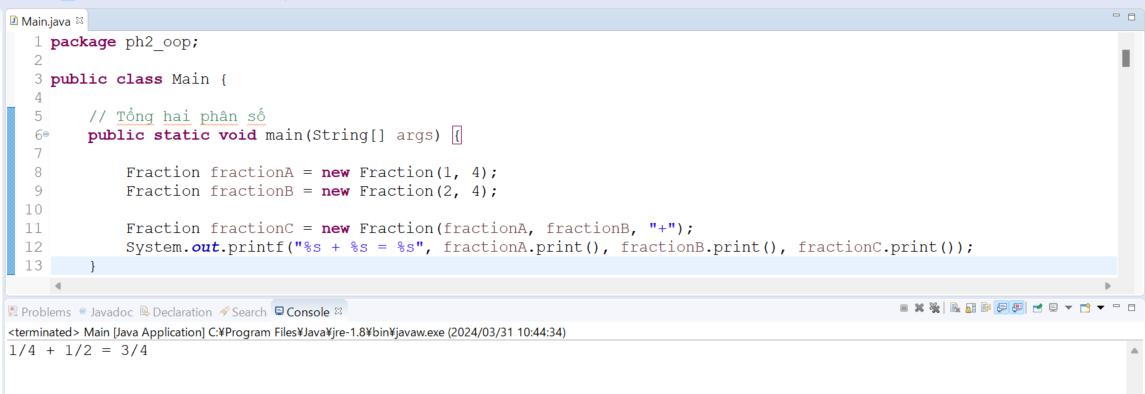 Main.java
1 package ph2_oop;
2
3 public class Main {
4
5 // Tổng hai phân số
6 public static void main(String[] args) {
7
8 Fraction fractionA = new Fraction(1, 4);
9 Fraction fractionB = new Fraction(2, 4);
10
11 Fraction fractionC = new Fraction(fractionA, fractionB, "+");
12 System.out.printf("%s + %s = %s", fractionA.print(), fractionB.print(), fractionC.print());
13 }
Problems Javadoc Declaration Search Console
<terminated> Main [Java Application] C:¥Program Files¥Java¥jre-1.8¥bin¥javaw.exe (2024/03/31 10:44:34)
1/4 + 1/2 = 3/4